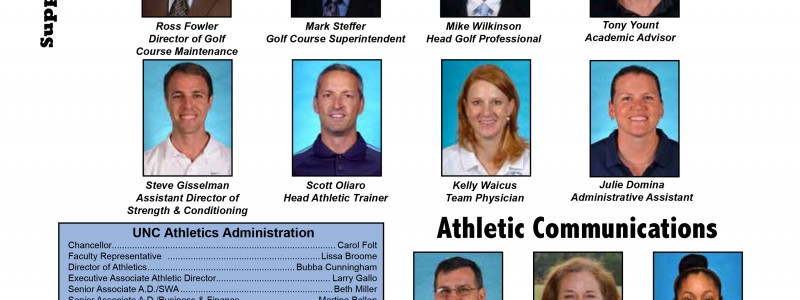 Supp
Ross Fowler
Director of Golf
Course Maintenance
Mark Steffer
Golf Course Superintendent
Mike Wilkinson
Head Golf Professional
Tony Yount
Academic Advisor
Steve Gisselman
Assistant Director of
Strength & Conditioning
Scott Oliaro
Head Athletic Trainer
Kelly Waicus
Team Physician
Julie Domina
Administrative Assistant
UNC Athletics Administration
Chancellor Carol Folt
Faculty Representative Lissa Broome
Director of Athletics Bubba Cunningham
Executive Associate Athletic Director Larry Gallo
Senior Associate A.D./SWA Beth Miller
Senior Associate A.D./Business & Finance Martina Ballen
Athletic Communications